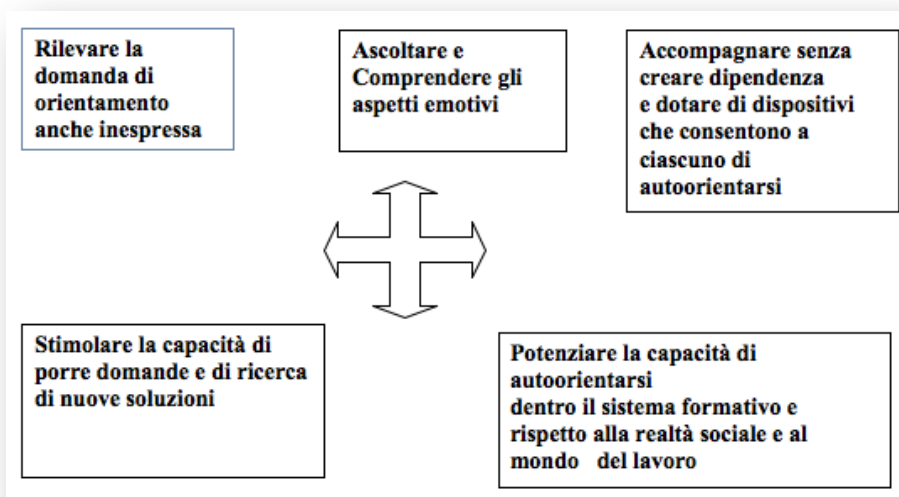 Rilevare la
domanda di
orientamento
anche inespressa
Ascoltare e
Comprendere gli
aspetti emotivi
Accompagnare senza
creare dipendenza
e dotare di dispositivi
che consentono a
ciascuno di
autoorientarsi
Stimolare la capacità di
porre domande e di ricerca
di nuove soluzioni
Potenziare la capacità di
autoorientarsi
dentro il sistema formativo e
rispetto alla realtà sociale e al
mondo del lavoro